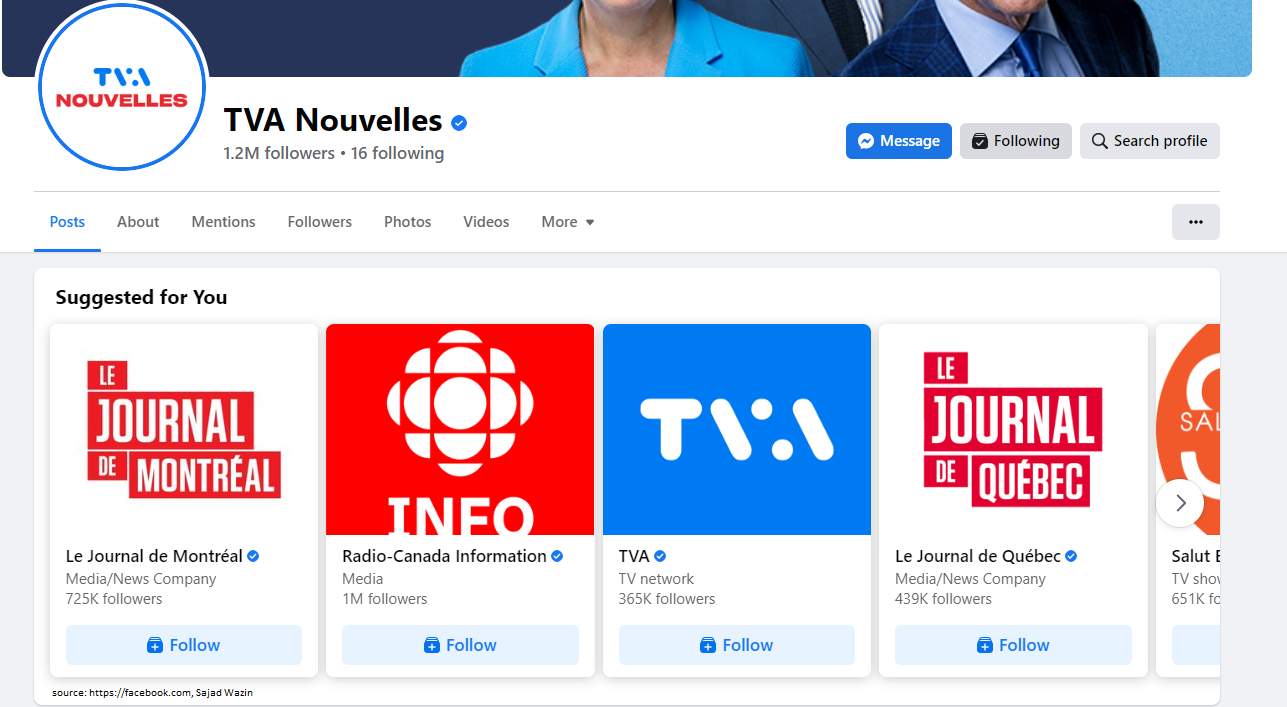 TVA
NOUVELLES
TVA Nouvelles
1.2M followers • 16 following
Message
Following
Search profile
Posts
About
Mentions
Followers
Photos
Videos
More
Suggested for You
LE
JOURNAL
DE MONTRÉAL
Le Journal de Montréal
Media/News Company
725K followers
Follow
INFO
Radio-Canada Information
Media
1M followers
Follow
TVA
TVA
TV network
365K followers
Follow
LE
JOURNAL
DE QUÉBEC
Le Journal de Québec
Media/News Company
439K followers
Follow
Salut
TV
651K
source: https://facebook.com, Sajad Wazin